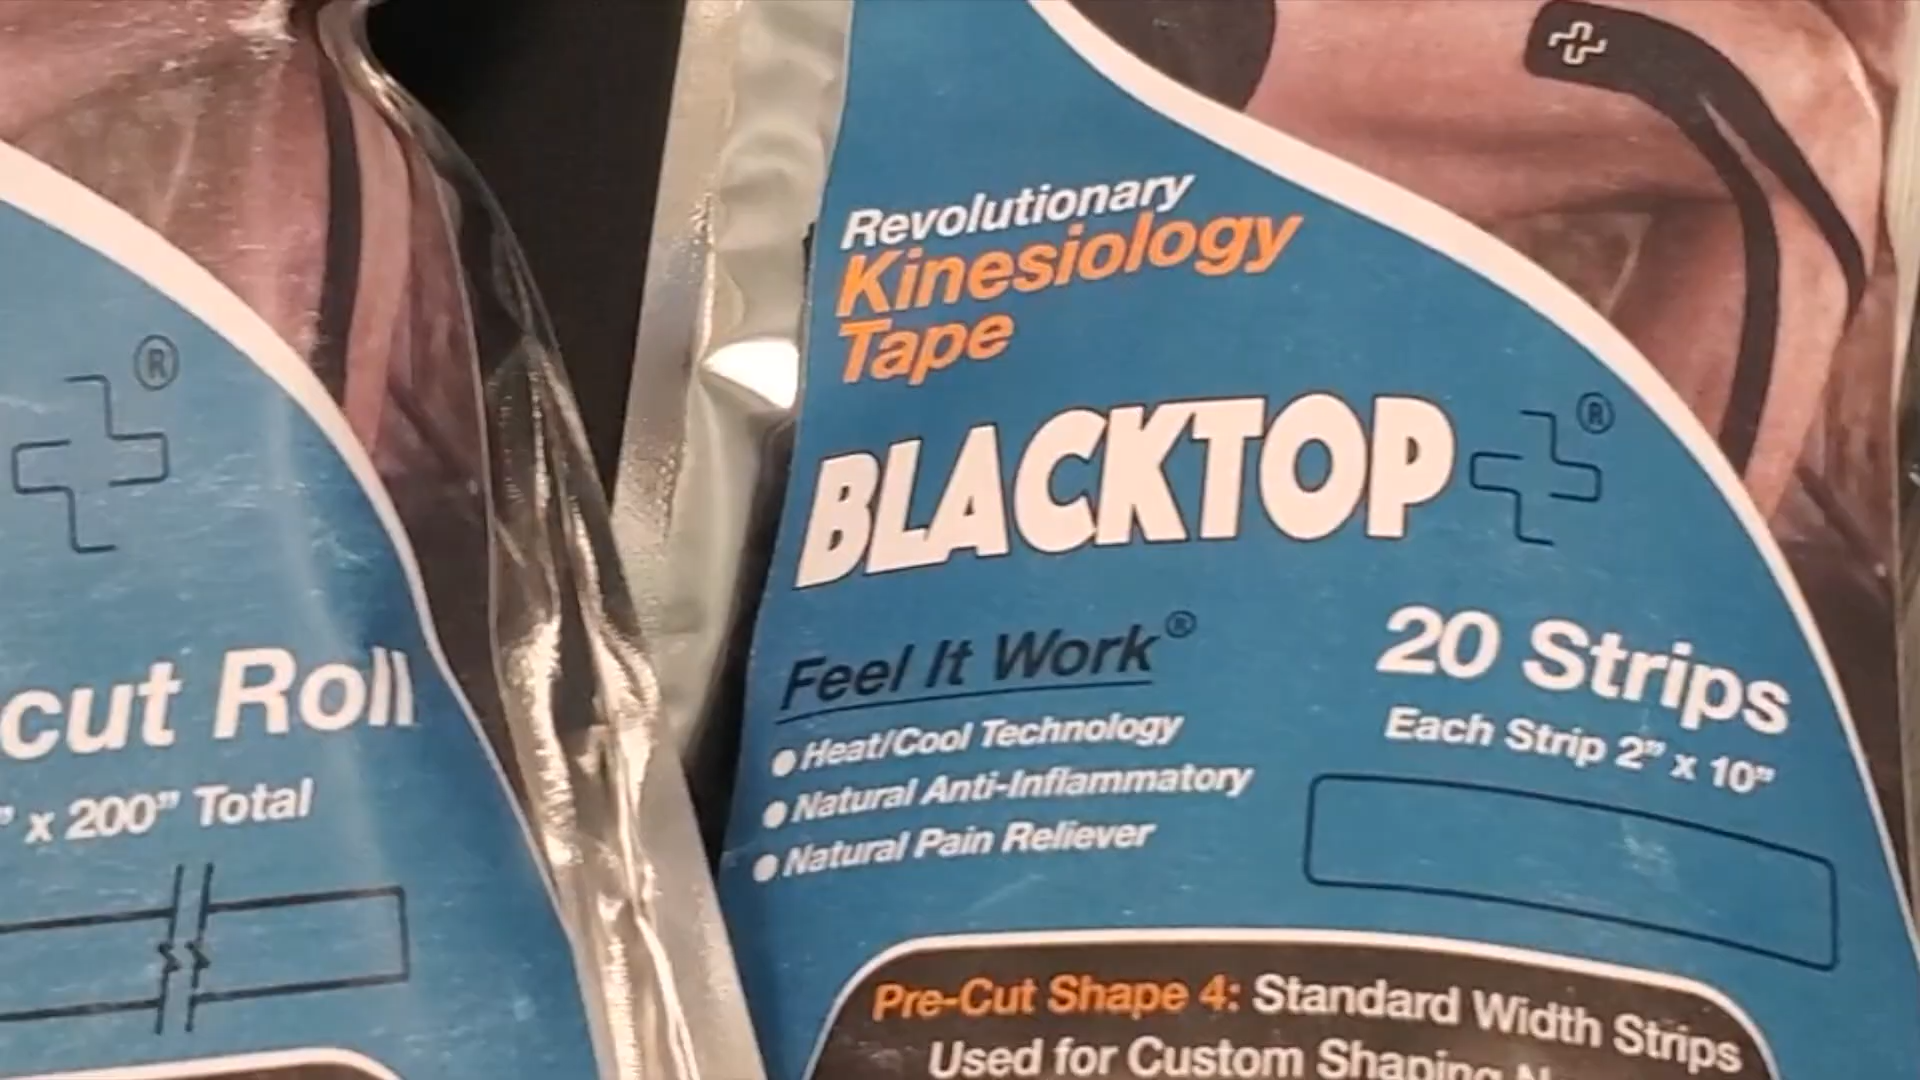 ®
cut Roll
x 200” Total
Revolutionary
Kinesiology
Tape
BLACKTOP ®
Feel It Work®
● Heat/Cool Technology
● Natural Anti-Inflammatory
● Natural Pain Reliever
20 Strips
Each Strip 2” x 10”
Pre-Cut Shape 4: Standard Width Strips
Used for Custom Shaping